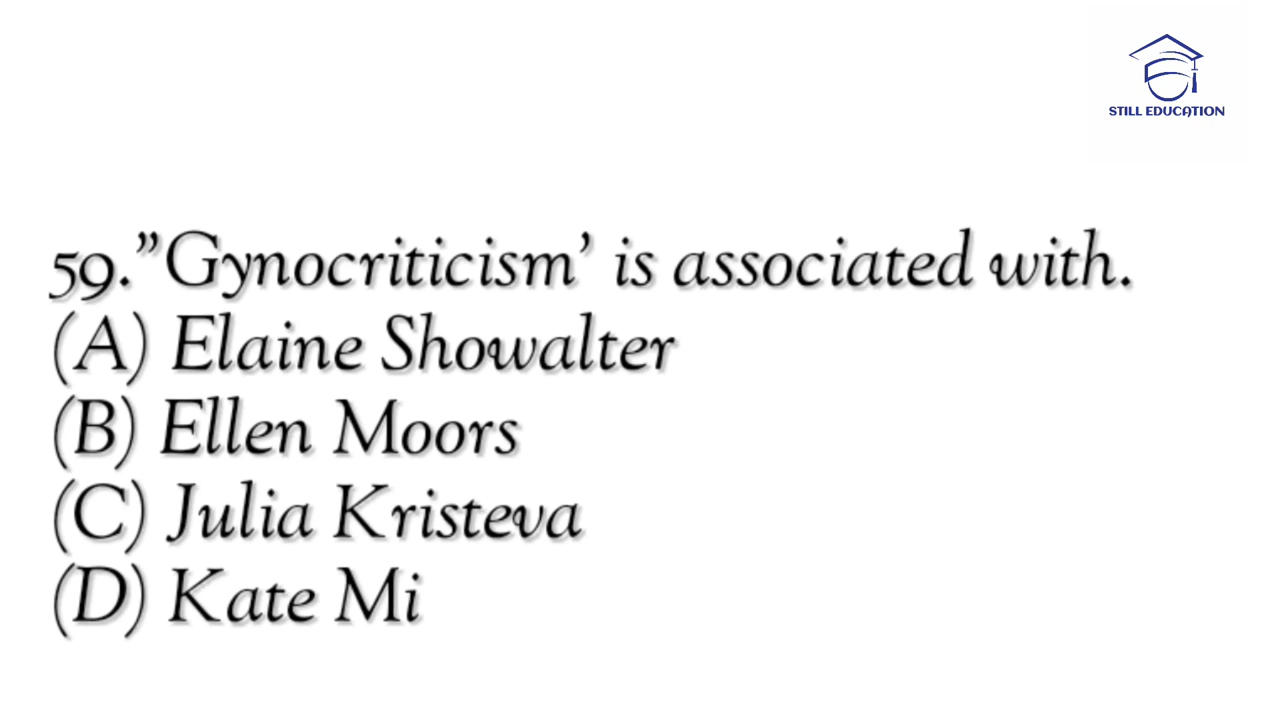 STILL EDUCATION
59.”Gynocriticism’ is associated with.
(A) Elaine Showalter
(B) Ellen Moors
(C) Julia Kristeva
(D) Kate Mi